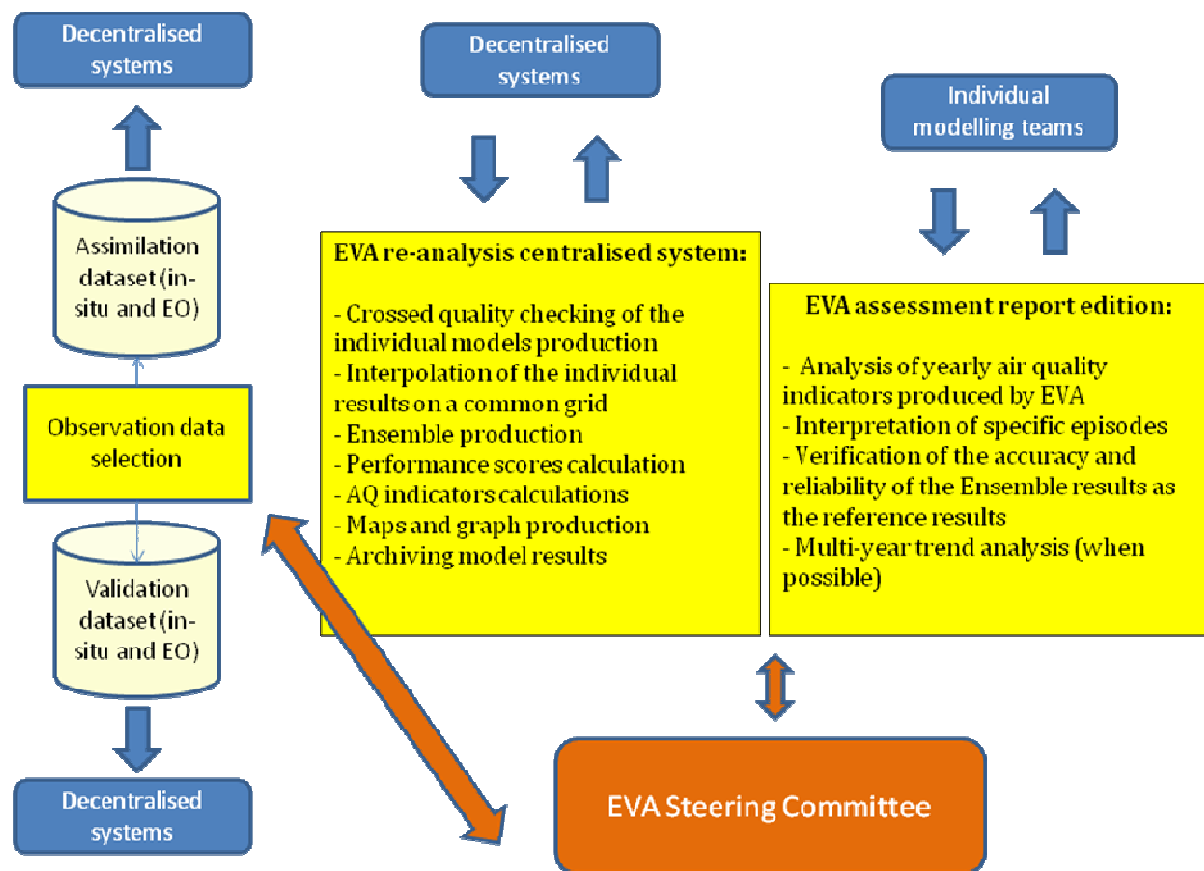 Decentralised
systems
Decentralised
systems
Individual
modelling teams
Assimilation
dataset (in-
situ and EO)
Observation data
selection
Validation
dataset (in-
situ and EO)
Decentralised
systems
EVA re-analysis centralised system:
- Crossed quality checking of the
individual models production
- Interpolation of the individual
results on a common grid
- Ensemble production
- Performance scores calculation
- AQ indicators calculations
- Maps and graph production
- Archiving model results
EVA assessment report edition:
- Analysis of yearly air quality
indicators produced by EVA
- Interpretation of specific episodes
- Verification of the accuracy and
reliability of the Ensemble results as
the reference results
- Multi-year trend analysis (when
possible)
EVA Steering Committee